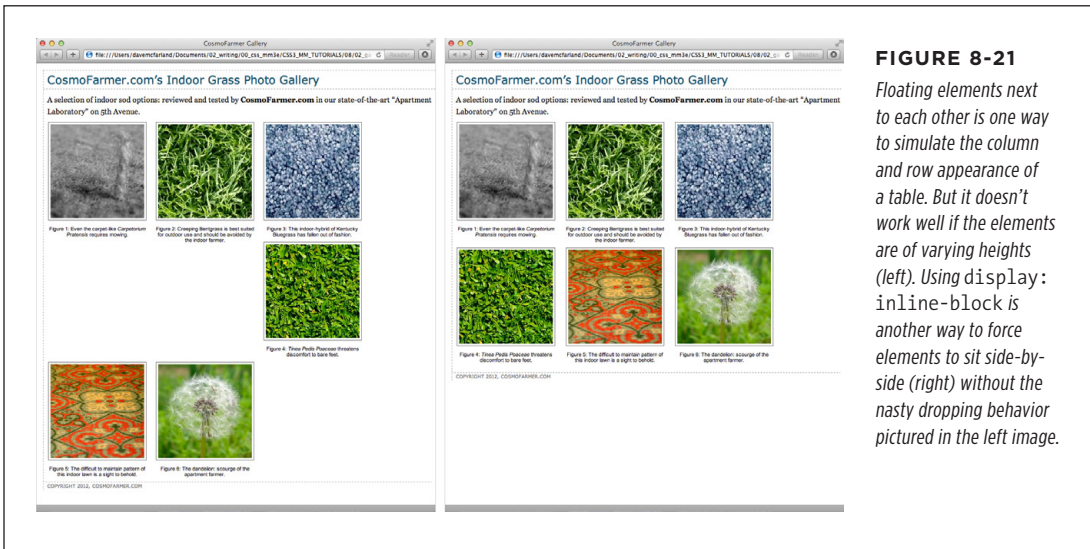 CosmoFarmer Gallery
file:///Users/davemcfarland/Documents/02_writing/00_css_mm3e/CSS3_MM_TUTORIALS/08/02_ga
Reader
CosmoFarmer.com's Indoor Grass Photo Gallery
A selection of indoor sod options: reviewed and tested by CosmoFarmer.com in our state-of-the-art "Apartment
Laboratory" on 5th Avenue.
Figure 1: Even the carpet-like Carpetorium
Pratensis requires mowing.
Figure 2: Creeping Bentgrass is best suited
for outdoor use and should be avoided by
the indoor farmer.
Figure 3: This indoor-hybrid of Kentucky
Bluegrass has fallen out of fashion.
Figure 4: Tinea Pedis Poaceae threatens
discomfort to bare feet.
Figure 5: The difficult to maintain pattern of
this indoor lawn is a sight to behold.
Figure 6: The dandelion: scourge of the
apartment farmer.
COPYRIGHT 2012, COSMOFARMER.COM
CosmoFarmer Gallery
file:///Users/davemcfarland/Documents/02_writing/00_css_mm3e/CSS3_MM_TUTORIALS/08/02_ga
Reader
CosmoFarmer.com's Indoor Grass Photo Gallery
A selection of indoor sod options: reviewed and tested by CosmoFarmer.com in our state-of-the-art "Apartment
Laboratory" on 5th Avenue.
Figure 1: Even the carpet-like Carpetorium
Pratensis requires mowing.
Figure 2: Creeping Bentgrass is best suited
for outdoor use and should be avoided by
the indoor farmer.
Figure 3: This indoor-hybrid of Kentucky
Bluegrass has fallen out of fashion.
Figure 4: Tinea Pedis Poaceae threatens
discomfort to bare feet.
Figure 5: The difficult to maintain pattern of
this indoor lawn is a sight to behold.
Figure 6: The dandelion: scourge of the
apartment farmer.
COPYRIGHT 2012, COSMOFARMER.COM
FIGURE 8-21
Floating elements next
to each other is one way
to simulate the column
and row appearance of
a table. But it doesn't
work well if the elements
are of varying heights
(left). Using display:
inline-block is
another way to force
elements to sit side-by-
side (right) without the
nasty dropping behavior
pictured in the left image.